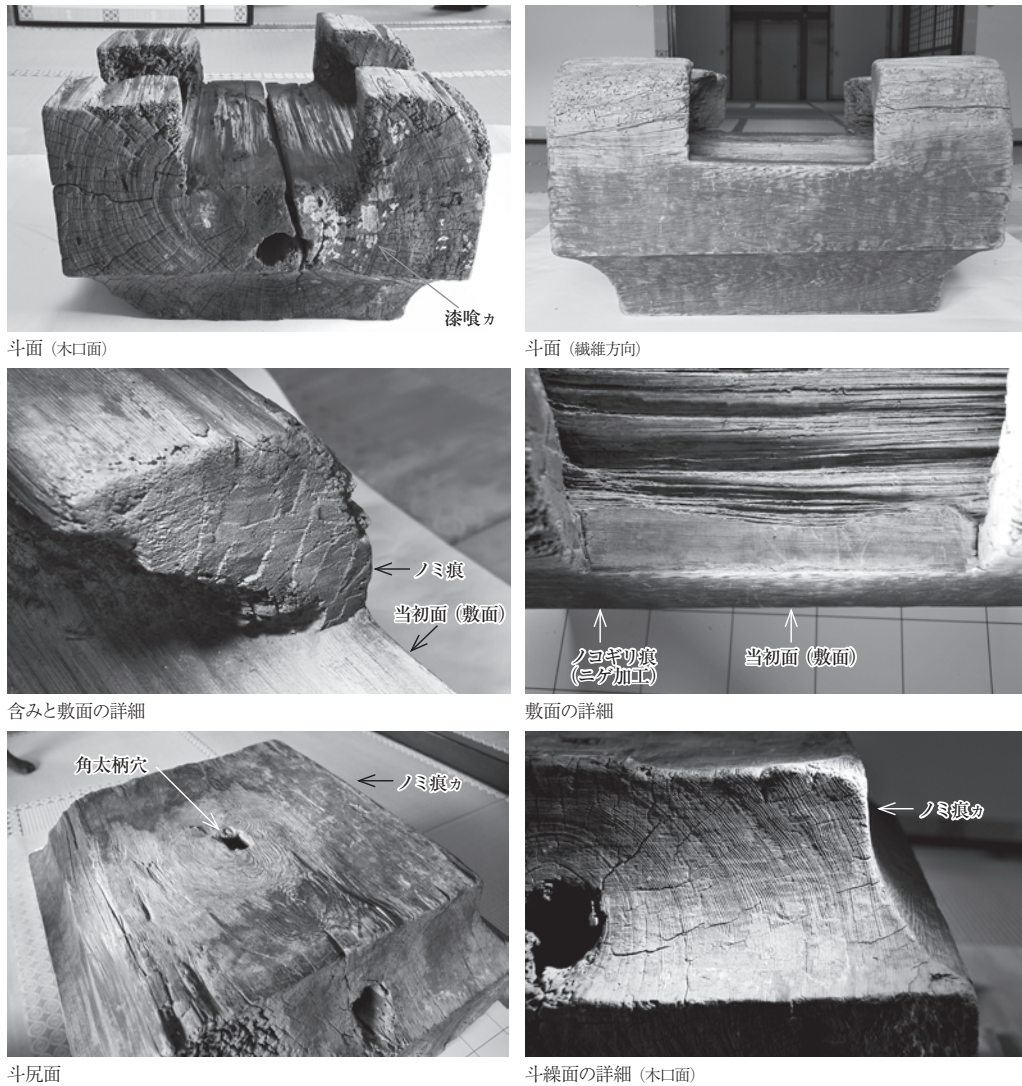 漆喰ヵ
斗面(木口面)
斗面(繊維方向)
ノミ痕
当初面(敷面)
含みと敷面の詳細
ノコギリ痕
(ニゲ加工)
当初面(敷面)
敷面の詳細
角太枘穴
ノミ痕ヵ
斗尻面
ノミ痕ヵ
斗繰面の詳細(木口面)